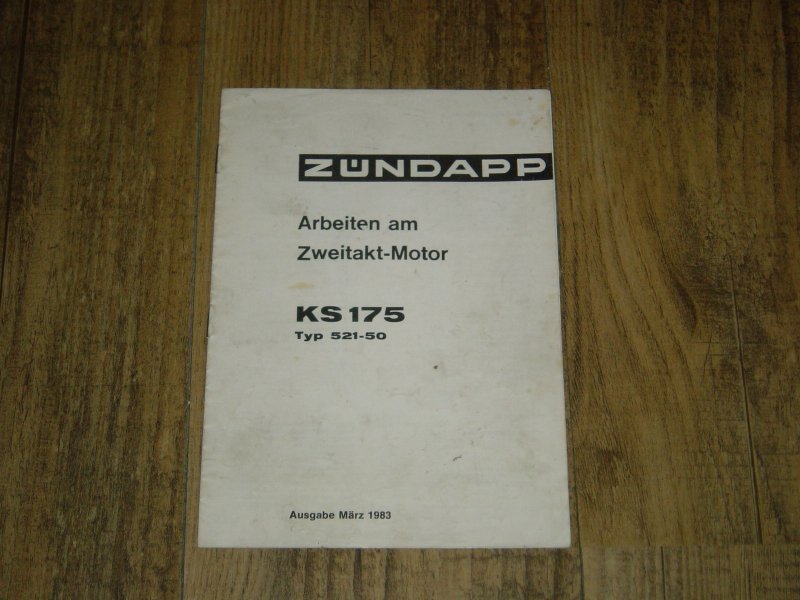 ZÜNDAPP
Arbeiten am
Zweitakt-Motor
KS 175
Typ 521-50
Ausgabe März 1983